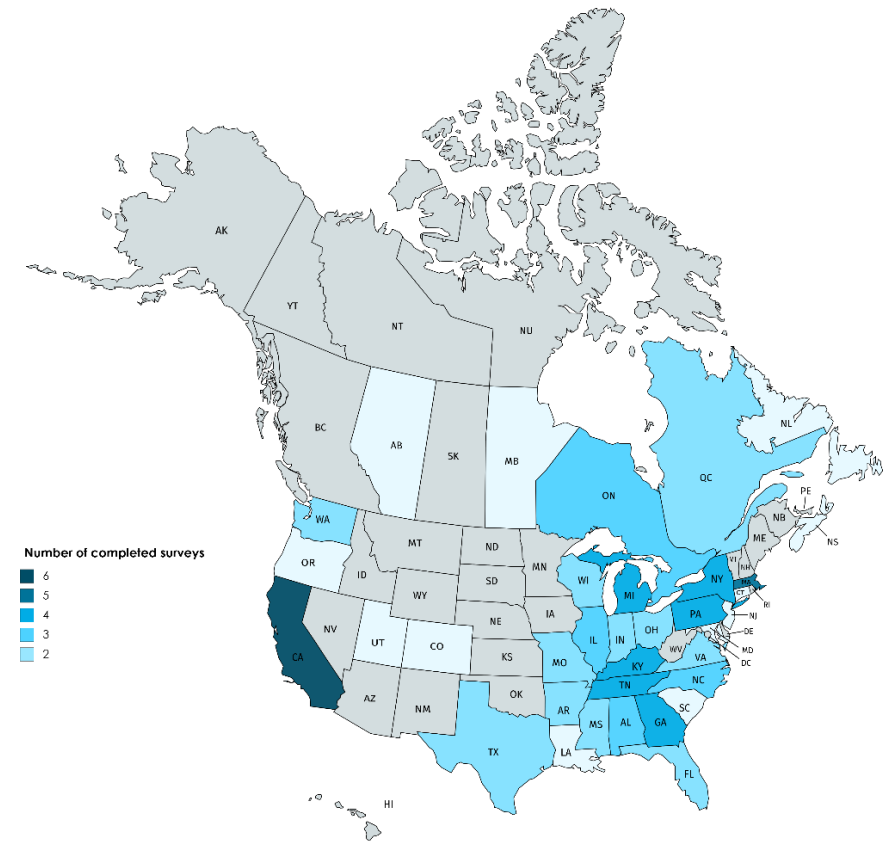 AK
YT
NT
NU
BC
AB
SK
MB
ON
QC
NL
PE
NB
NS
ME
WA
MT
ND
MN
OR
ID
WY
SD
WI
MI
NY
VT
NH
MA
CT
RI
NJ
PA
DE
MD
DC
Number of completed surveys
6
5
4
3
2
CA
NV
UT
CO
NE
IA
KS
MO
IL
IN
OH
WV
VA
KY
NC
TN
SC
AZ
NM
OK
AR
MS
AL
GA
TX
LA
FL
HI